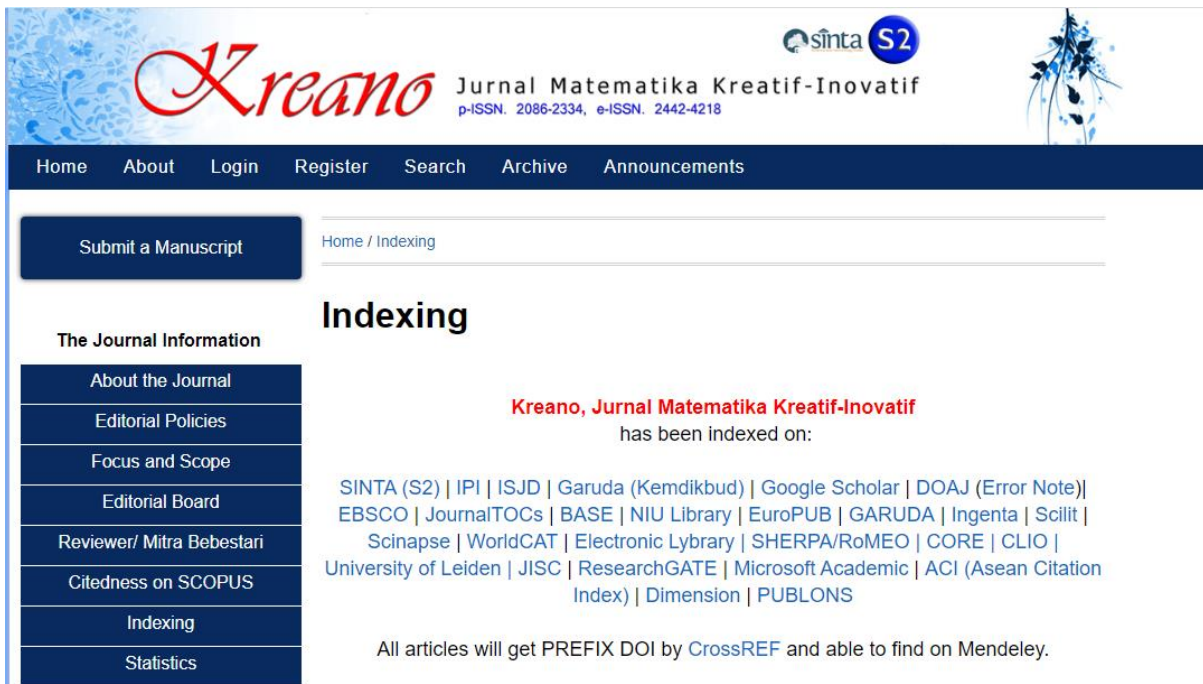 Kreano
sinta S2
Jurnal Matematika Kreatif-Inovatif
p-ISSN. 2086-2334, e-ISSN. 2442-4218
Home About Login Register Search Archive Announcements
Submit a Manuscript
The Journal Information
About the Journal
Editorial Policies
Focus and Scope
Editorial Board
Reviewer/ Mitra Bebestari
Citedness on SCOPUS
Indexing
Statistics
Home / Indexing
Indexing
Kreano, Jurnal Matematika Kreatif-Inovatif
has been indexed on:
SINTA (S2) | IPI | ISJD | Garuda (Kemdikbud) | Google Scholar | DOAJ (Error Note)|
EBSCO | JournalTOCs | BASE | NIU Library | EuroPUB | GARUDA | Ingenta | Scilit |
Scinapse | WorldCAT | Electronic Lybrary | SHERPA/RoMEO | CORE | CLIO |
University of Leiden | JISC | ResearchGATE | Microsoft Academic | ACI (Asean Citation
Index) | Dimension | PUBLONS
All articles will get PREFIX DOI by CrossREF and able to find on Mendeley.